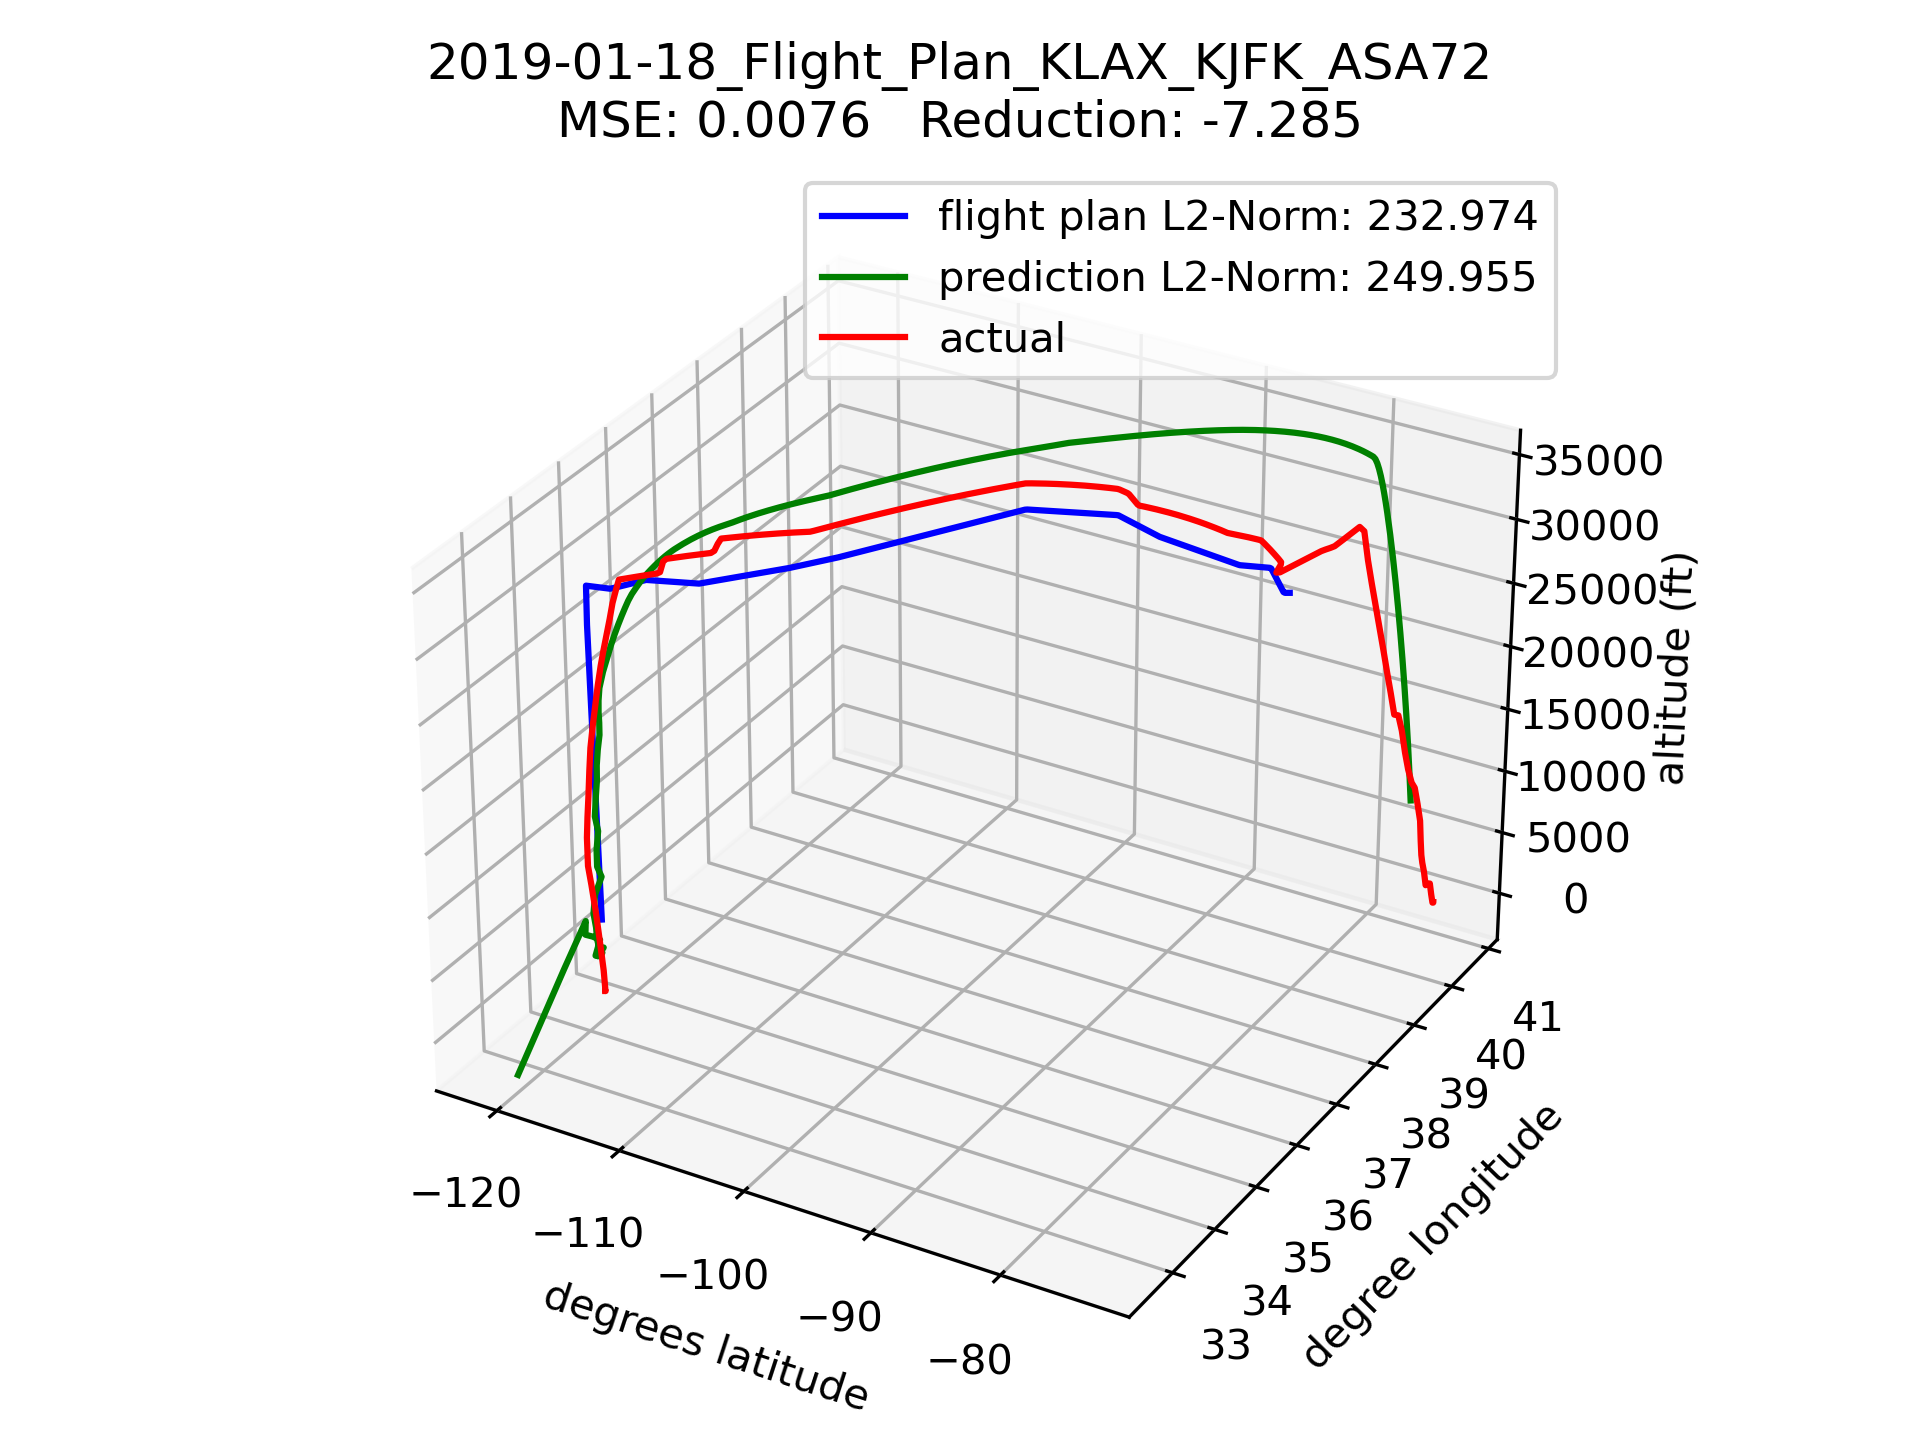 2019-01-18_Flight_Plan_KLAX_KJFK_ASA72
MSE: 0.0076   Reduction: -7.285
flight plan L2-Norm: 232.974
prediction L2-Norm: 249.955
actual
35000
30000
25000
20000
15000
10000
5000
0
altitude (ft)
41
40
39
38
37
36
35
34
33
degree longitude
−120
−110
−100
−90
−80
degrees latitude